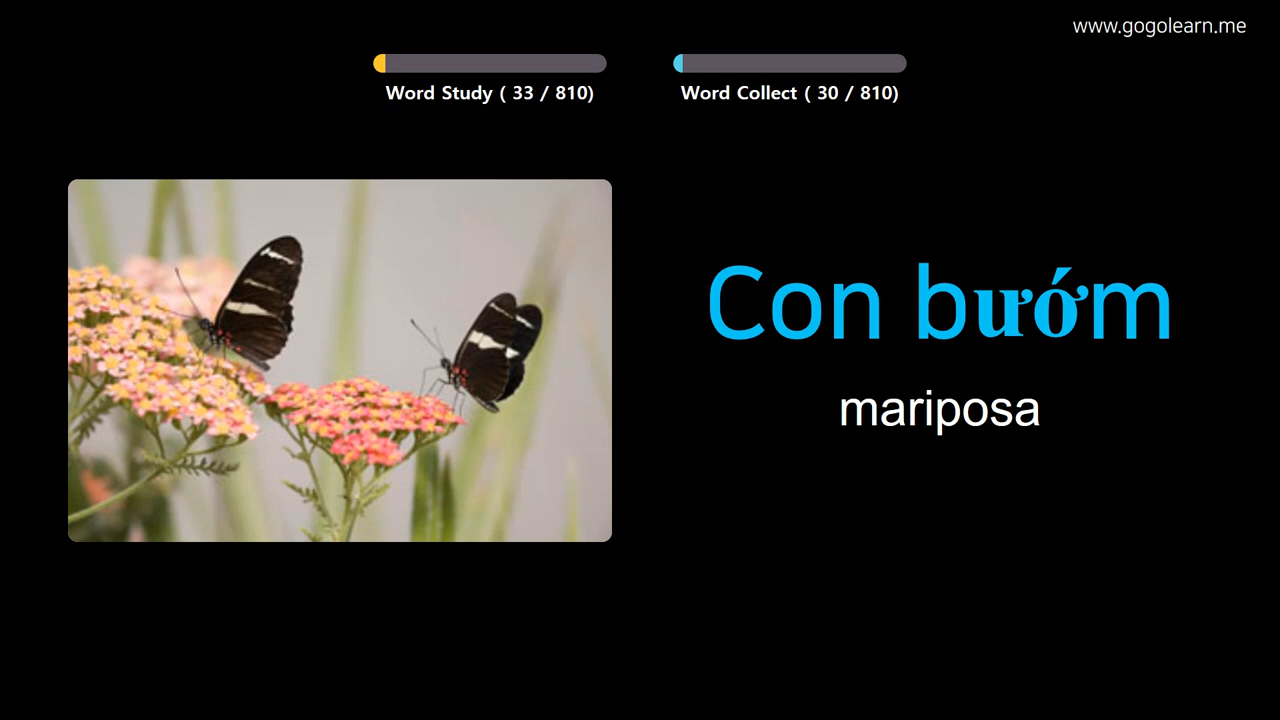 www.gogolearn.me
Word Study ( 33 / 810)
Word Collect ( 30 / 810)
Con bướm
mariposa